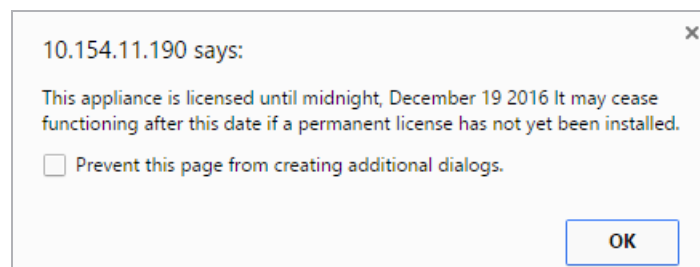 10.154.11.190 says:
This appliance is licensed until midnight, December 19 2016 It may cease
functioning after this date if a permanent license has not yet been installed.
Prevent this page from creating additional dialogs.
OK